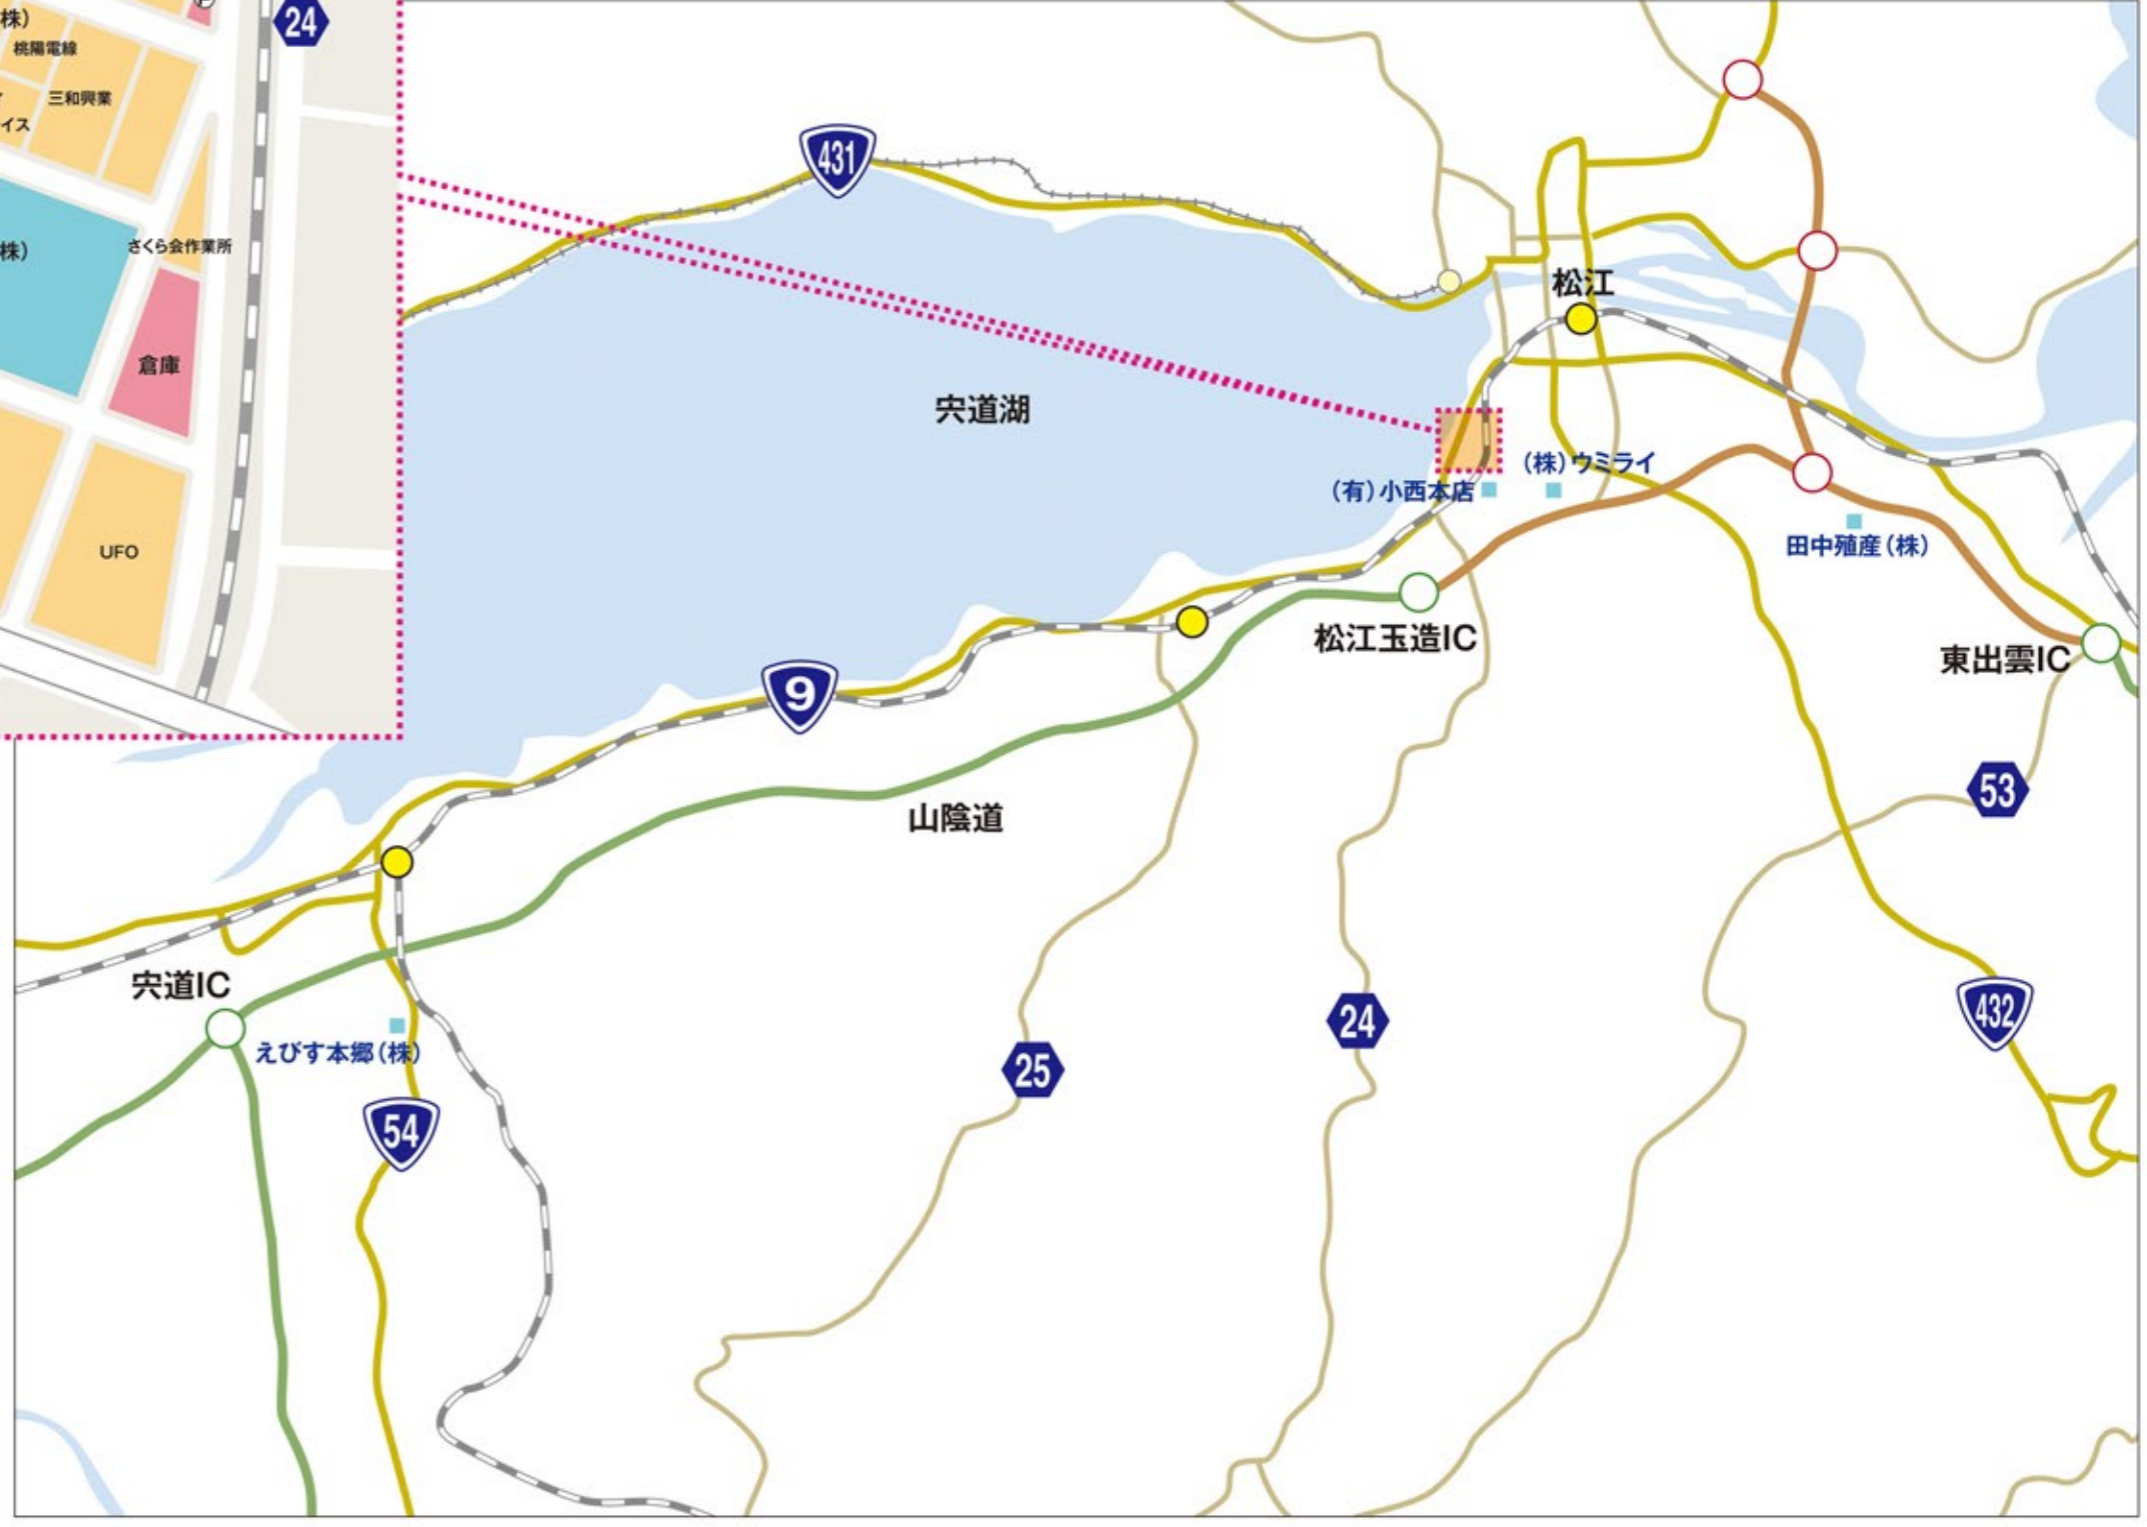 株)
24
桃陽電線
三和興業
イス
株)
さくら会作業所
倉庫
UFO
431
松江
宍道湖
(株)ウミライ
(有)小西本店
田中殖産(株)
松江玉造IC
東出雲IC
9
53
山陰道
宍道IC
えびす本郷(株)
432
24
25
54